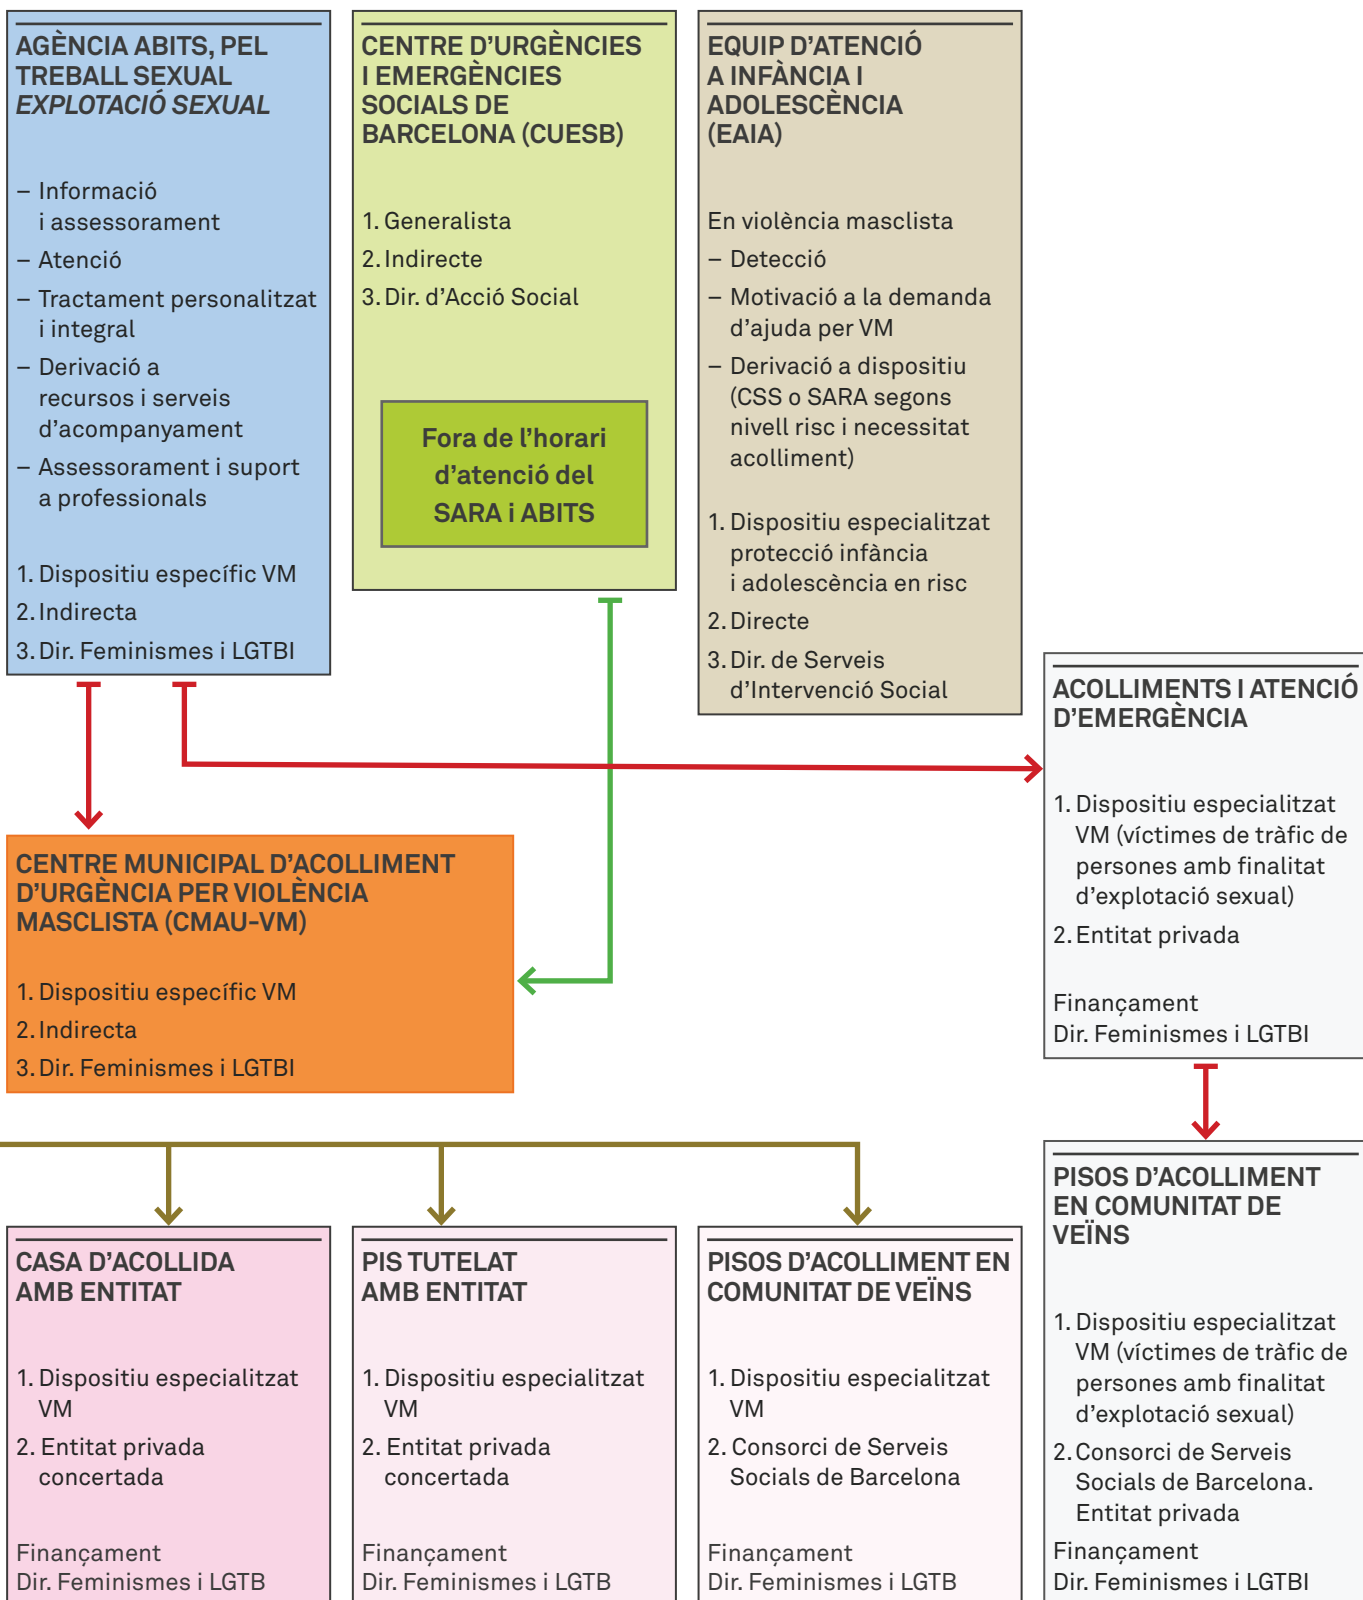 AGÈNCIA ABITS, PEL
TREBALL SEXUAL
EXPLOTACIÓ SEXUAL
– Informació
i assessorament
– Atenció
– Tractament personalitzat
i integral
– Derivació a
recursos i serveis
d’acompanyament
– Assessorament i suport
a professionals
1. Dispositiu específic VM
2. Indirecta
3. Dir. Feminismes i LGTBI
CENTRE D’URGÈNCIES
I EMERGÈNCIES
SOCIALS DE
BARCELONA (CUESB)
1. Generalista
2. Indirecte
3. Dir. d’Acció Social
Fora de l’horari
d’atenció del
SARA i ABITS
EQUIP D’ATENCIÓ
A INFÀNCIA I
ADOLESCÈNCIA
(EAIA)
En violència masclista
– Detecció
– Motivació a la demanda
d’ajuda per VM
– Derivació a dispositiu
(CSS o SARA segons
nivell risc i necessitat
acolliment)
1. Dispositiu especialitzat
protecció infància
i adolescència en risc
2. Directe
3. Dir. de Serveis
d’Intervenció Social
ACOLLIMENTS I ATENCIÓ
D’EMERGÈNCIA
1. Dispositiu especialitzat
VM (víctimes de tràfic de
persones amb finalitat
d’explotació sexual)
2. Entitat privada
Finançament
Dir. Feminismes i LGTBI
CENTRE MUNICIPAL D’ACOLLIMENT
D’URGÈNCIA PER VIOLÈNCIA
MASCLISTA (CMAU-VM)
1. Dispositiu específic VM
2. Indirecta
3. Dir. Feminismes i LGTBI
CASA D’ACOLLIDA
AMB ENTITAT
1. Dispositiu especialitzat
VM
2. Entitat privada
concertada
Finançament
Dir. Feminismes i LGTB
PIS TUTELAT
AMB ENTITAT
1. Dispositiu especialitzat
VM
2. Entitat privada
concertada
Finançament
Dir. Feminismes i LGTB
PISOS D’ACOLLIMENT EN
COMUNITAT DE VEÏNS
1. Dispositiu especialitzat
VM
2. Consorci de Serveis
Socials de Barcelona
Finançament
Dir. Feminismes i LGTB
PISOS D’ACOLLIMENT
EN COMUNITAT DE
VEÏNS
1. Dispositiu especialitzat
VM (víctimes de tràfic de
persones amb finalitat
d’explotació sexual)
2. Consorci de Serveis
Socials de Barcelona.
Entitat privada
Finançament
Dir. Feminismes i LGTBI